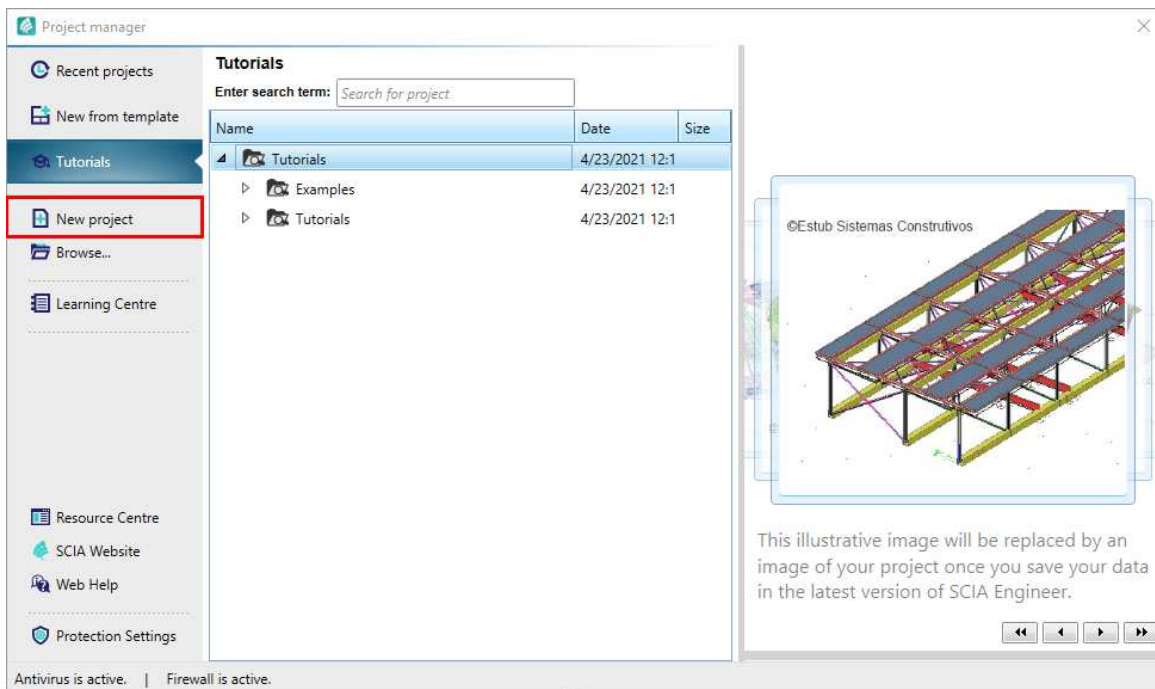 Project manager
Recent projects
New from template
Tutorials
New project
Browse...
Learning Centre
Resource Centre
SCIA Website
Web Help
Protection Settings
Tutorials
Enter search term: Search for project
Name Date Size
Tutorials 4/23/2021 12:1
Examples 4/23/2021 12:1
Tutorials 4/23/2021 12:1
©Estub Sistemas Construtivos
This illustrative image will be replaced by an
image of your project once you save your data
in the latest version of SCIA Engineer.
Antivirus is active. | Firewall is active.